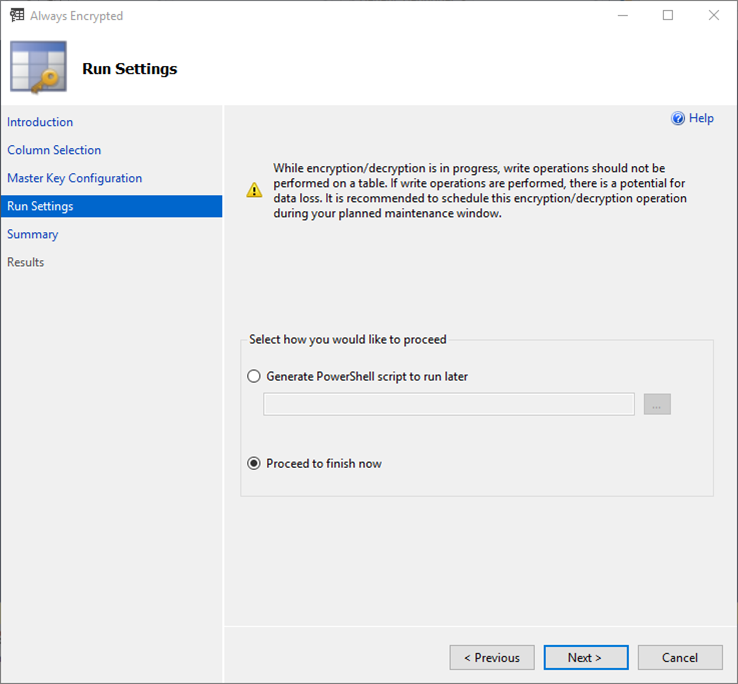 Always Encrypted
Run Settings
Introduction
Column Selection
Master Key Configuration
Run Settings
Summary
Results
Help
While encryption/decryption is in progress, write operations should not be
performed on a table. If write operations are performed, there is a potential for
data loss. It is recommended to schedule this encryption/decryption operation
during your planned maintenance window.
Select how you would like to proceed
Generate PowerShell script to run later
...
Proceed to finish now
< Previous
Next >
Cancel